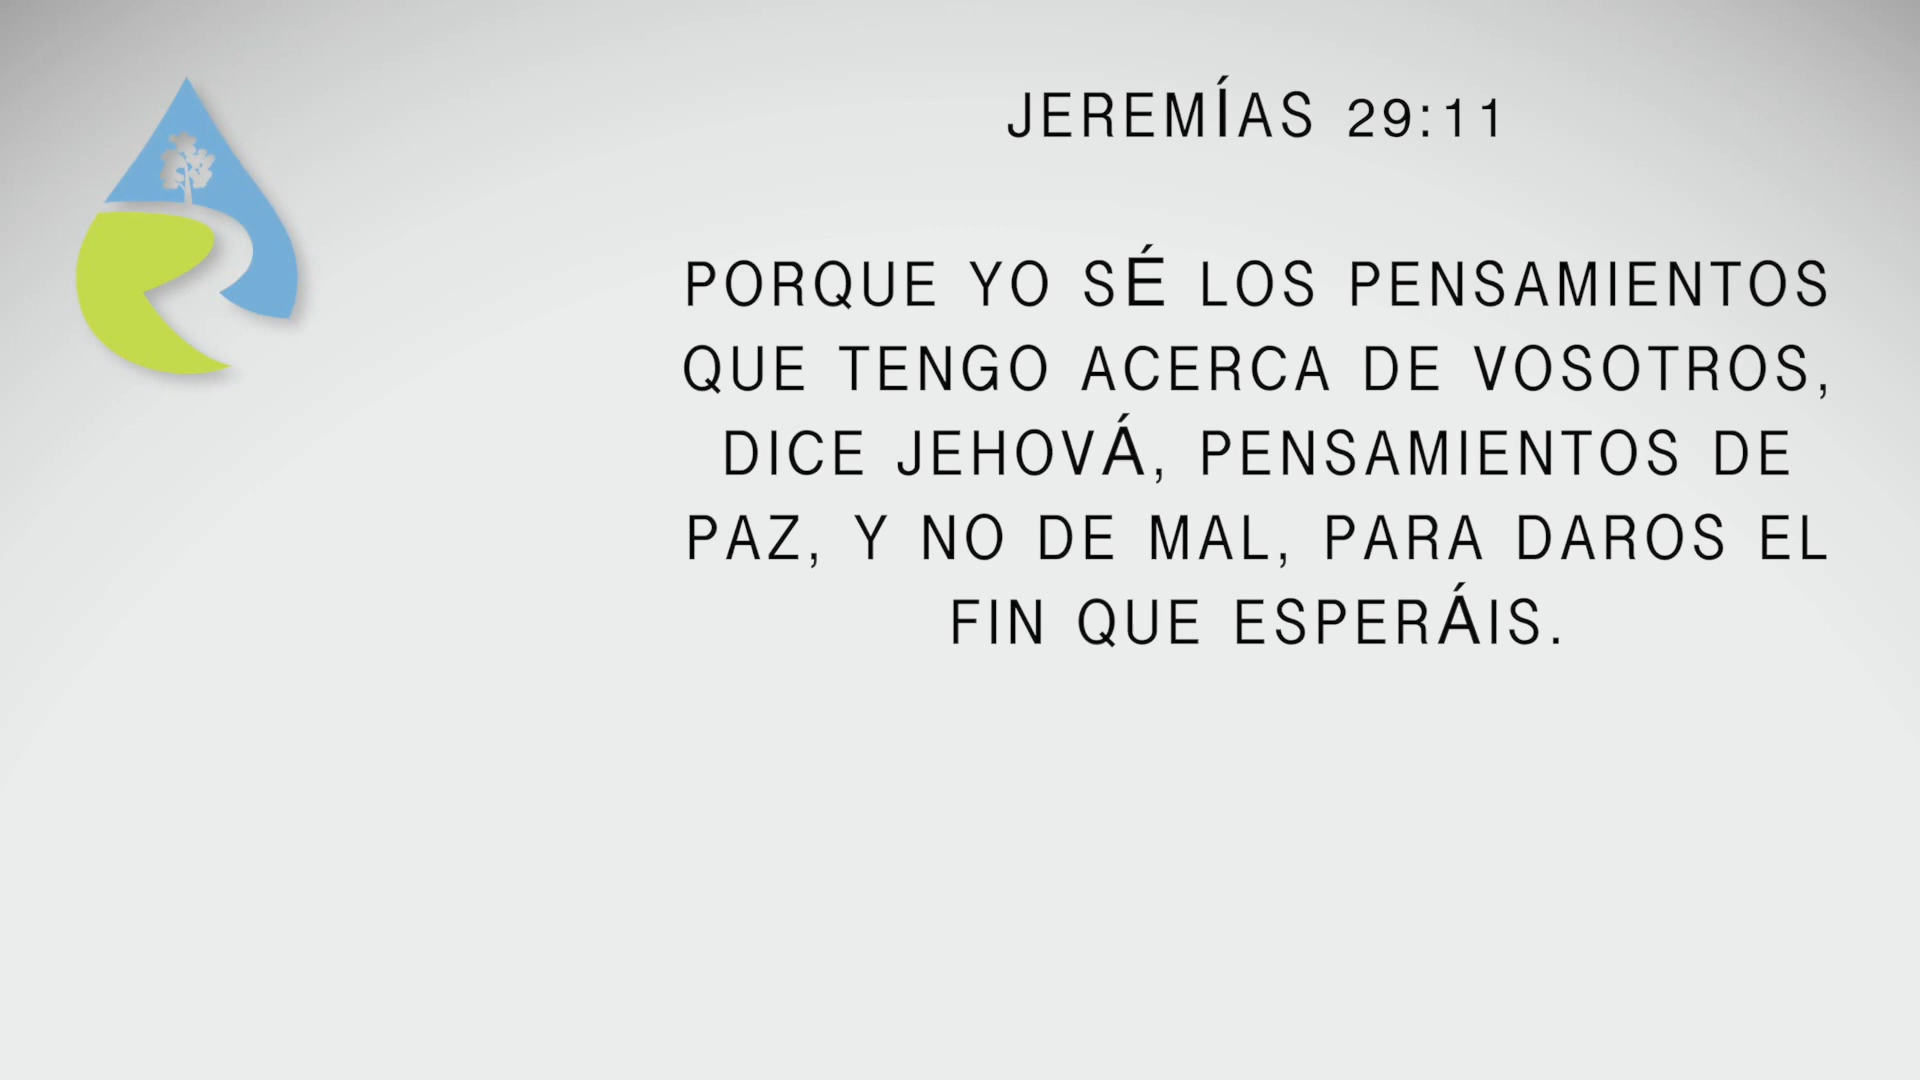 JEREMÍAS 29:11
PORQUE YO SÉ LOS PENSAMIENTOS
QUE TENGO ACERCA DE VOSOTROS,
DICE JEHOVÁ, PENSAMIENTOS DE
PAZ, Y NO DE MAL, PARA DAROS EL
FIN QUE ESPERÁIS.